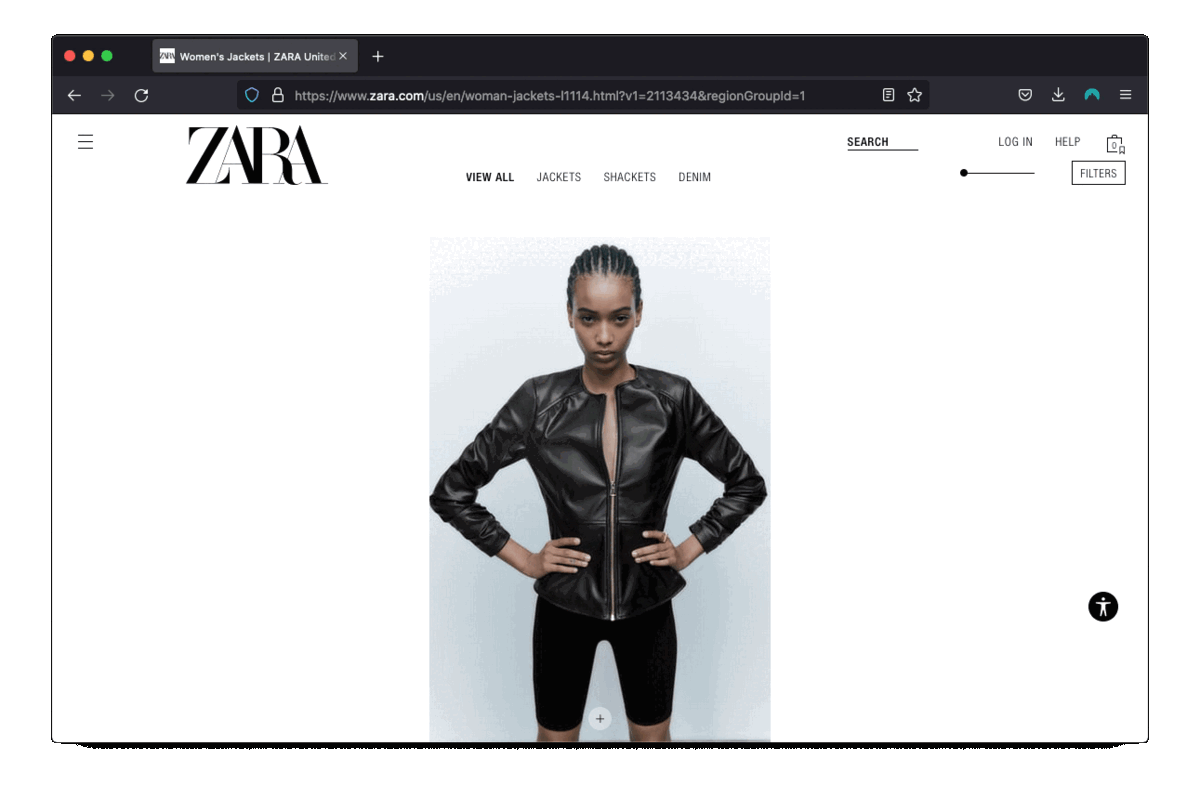 ZARA Women's Jackets | ZARA United
https://www.zara.com/us/en/woman-jackets-l1114.html?v1=2113434&regionGroupId=1
ZARA
SEARCH
LOG IN
HELP
0
VIEW ALL
JACKETS
SHACKETS
DENIM
FILTERS